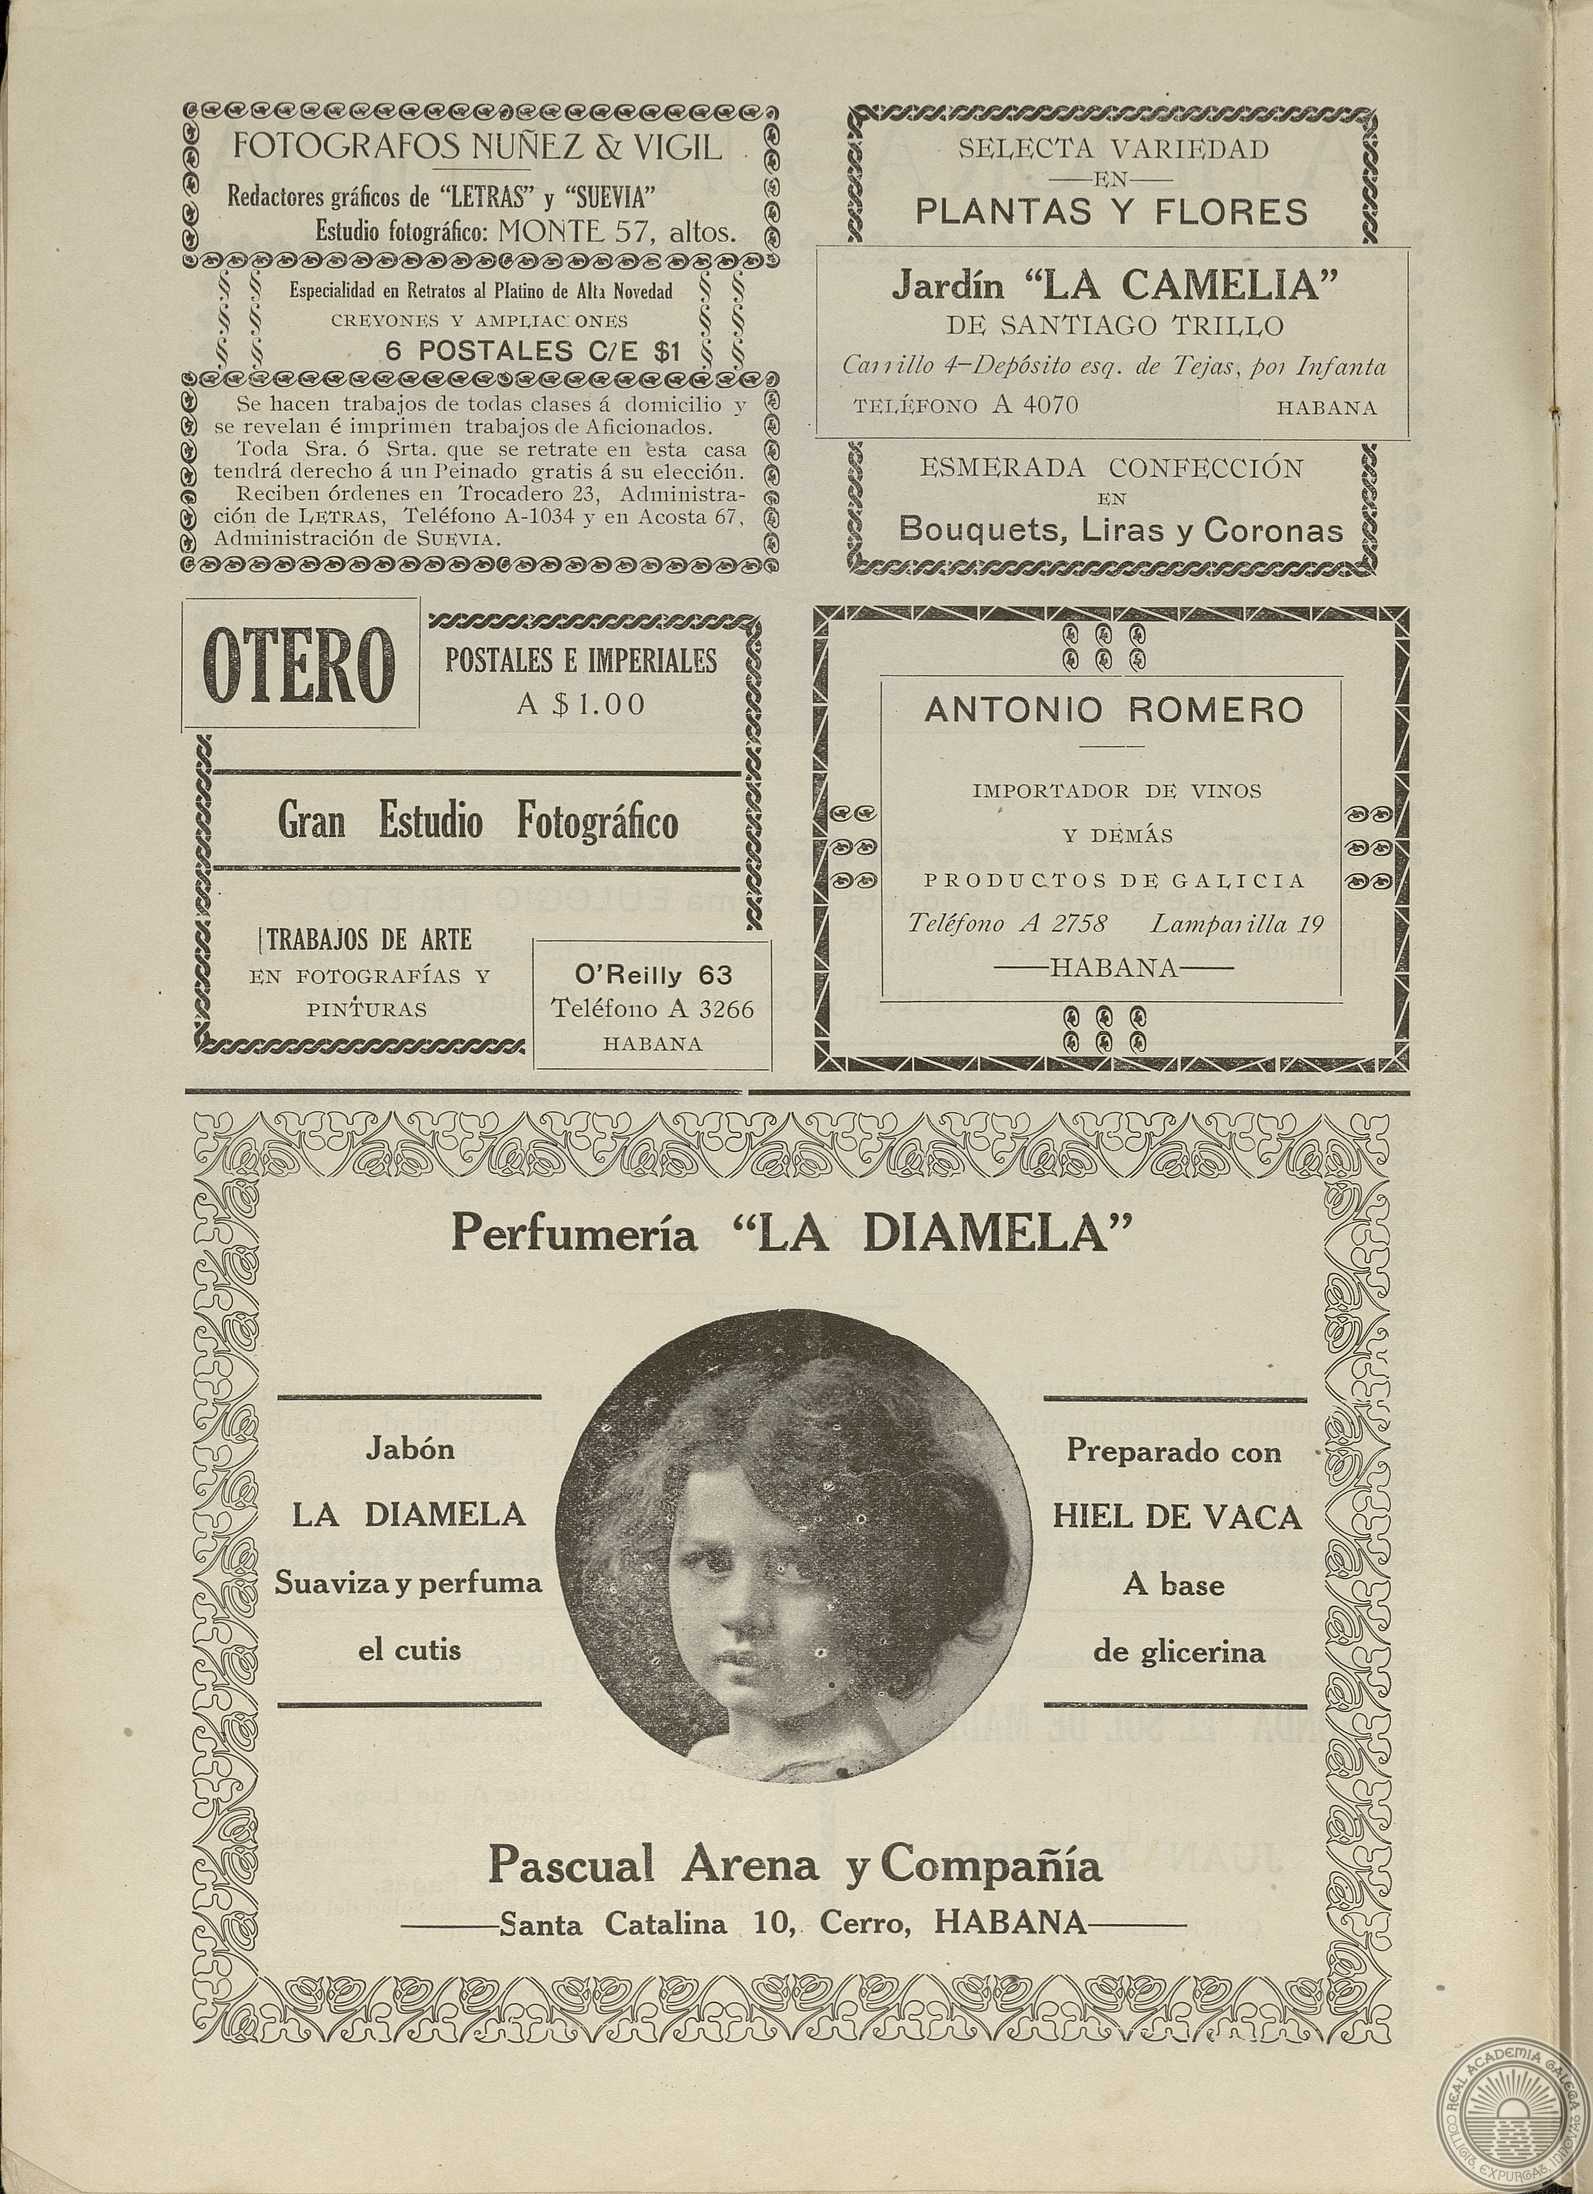 FOTOGRAFOS NUÑEZ & VIGIL
Redactores gráficos de “LETRAS” y “SUEVIA”
Estudio fotográfico: MONTE 57, altos.
Especialidad en Retratos al Platino de Alta Novedad
CREYONES Y AMPLIACIONES
6 POSTALES C/E $1
Se hacen trabajos de todas clases á domicilio y
se revelan é imprimen trabajos de Aficionados.
Toda Sra. ó Srta. que se retrate en esta casa
tendrá derecho á un Peinado gratis á su elección.
Reciben órdenes en Trocadero 23, Administra-
ción de LETRAS, Teléfono A-1034 y en Acosta 67,
Administración de SUEVIA.
SELECTA VARIEDAD
EN
PLANTAS Y FLORES
Jardín “LA CAMELIA”
DE SANTIAGO TRILLO
Carrillo 4—Depósito esq. de Tejas, por Infanta
TELÉFONO A 4070 HABANA
ESMERADA CONFECCIÓN
EN
Bouquets, Liras y Coronas
OTERO
POSTALES E IMPERIALES
A $1.00
Gran Estudio Fotográfico
TRABAJOS DE ARTE
EN FOTOGRAFÍAS Y
PINTURAS
O'Reilly 63
Teléfono A 3266
HABANA
ANTONIO ROMERO
IMPORTADOR DE VINOS
Y DEMÁS
PRODUCTOS DE GALICIA
Teléfono A 2758 Lamparilla 19
HABANA
Perfumería “LA DIAMELA”
Jabón
LA DIAMELA
Suaviza y perfuma
el cutis
Preparado con
HIEL DE VACA
A base
de glicerina
Pascual Arena y Compañía
Santa Catalina 10, Cerro, HABANA
REAL ACADEMIA GALEGA
COLLIGIT, EXPURGAT, INNOVAT